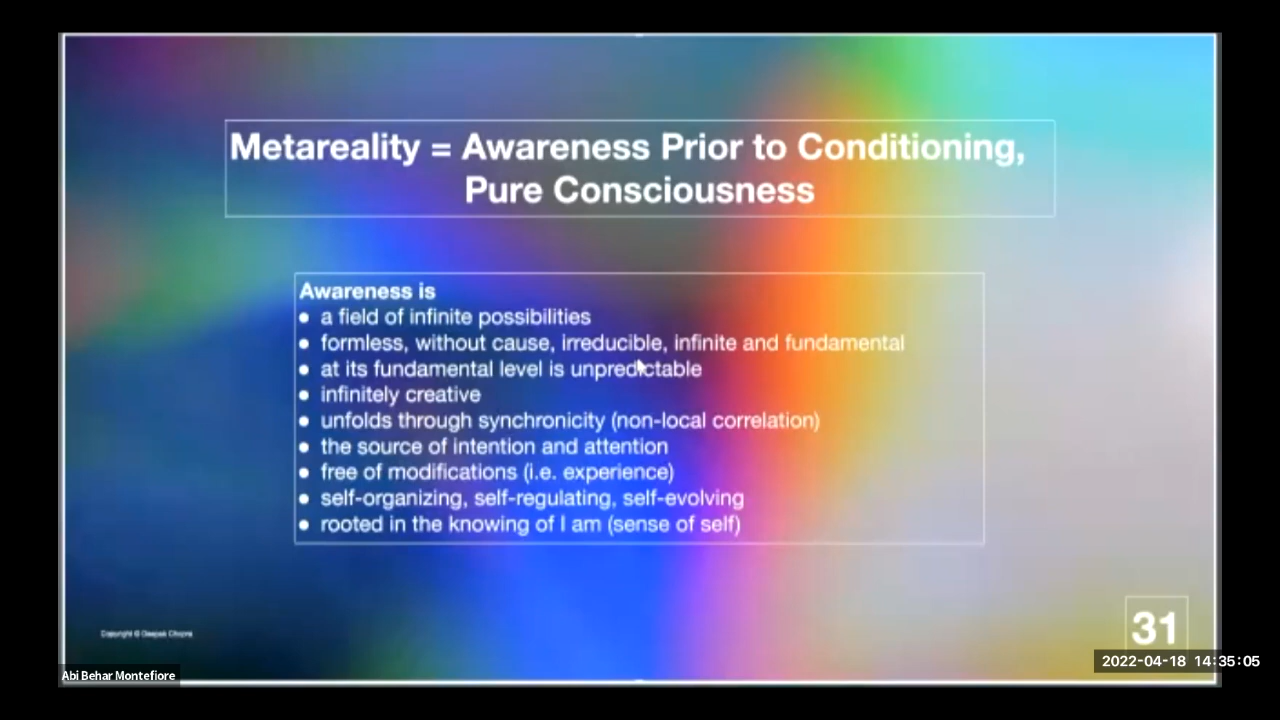 Metareality = Awareness Prior to Conditioning,
Pure Consciousness
Awareness is
● a field of infinite possibilities
● formless, without cause, irreducible, infinite and fundamental
● at its fundamental level is unpredictable
● infinitely creative
● unfolds through synchronicity (non-local correlation)
● the source of intention and attention
● free of modifications (i.e. experience)
● self-organizing, self-regulating, self-evolving
● rooted in the knowing of I am (sense of self)
Copyright © Deepak Chopra
31
2022-04-18 14:35:05
Abi Behar Montefiore